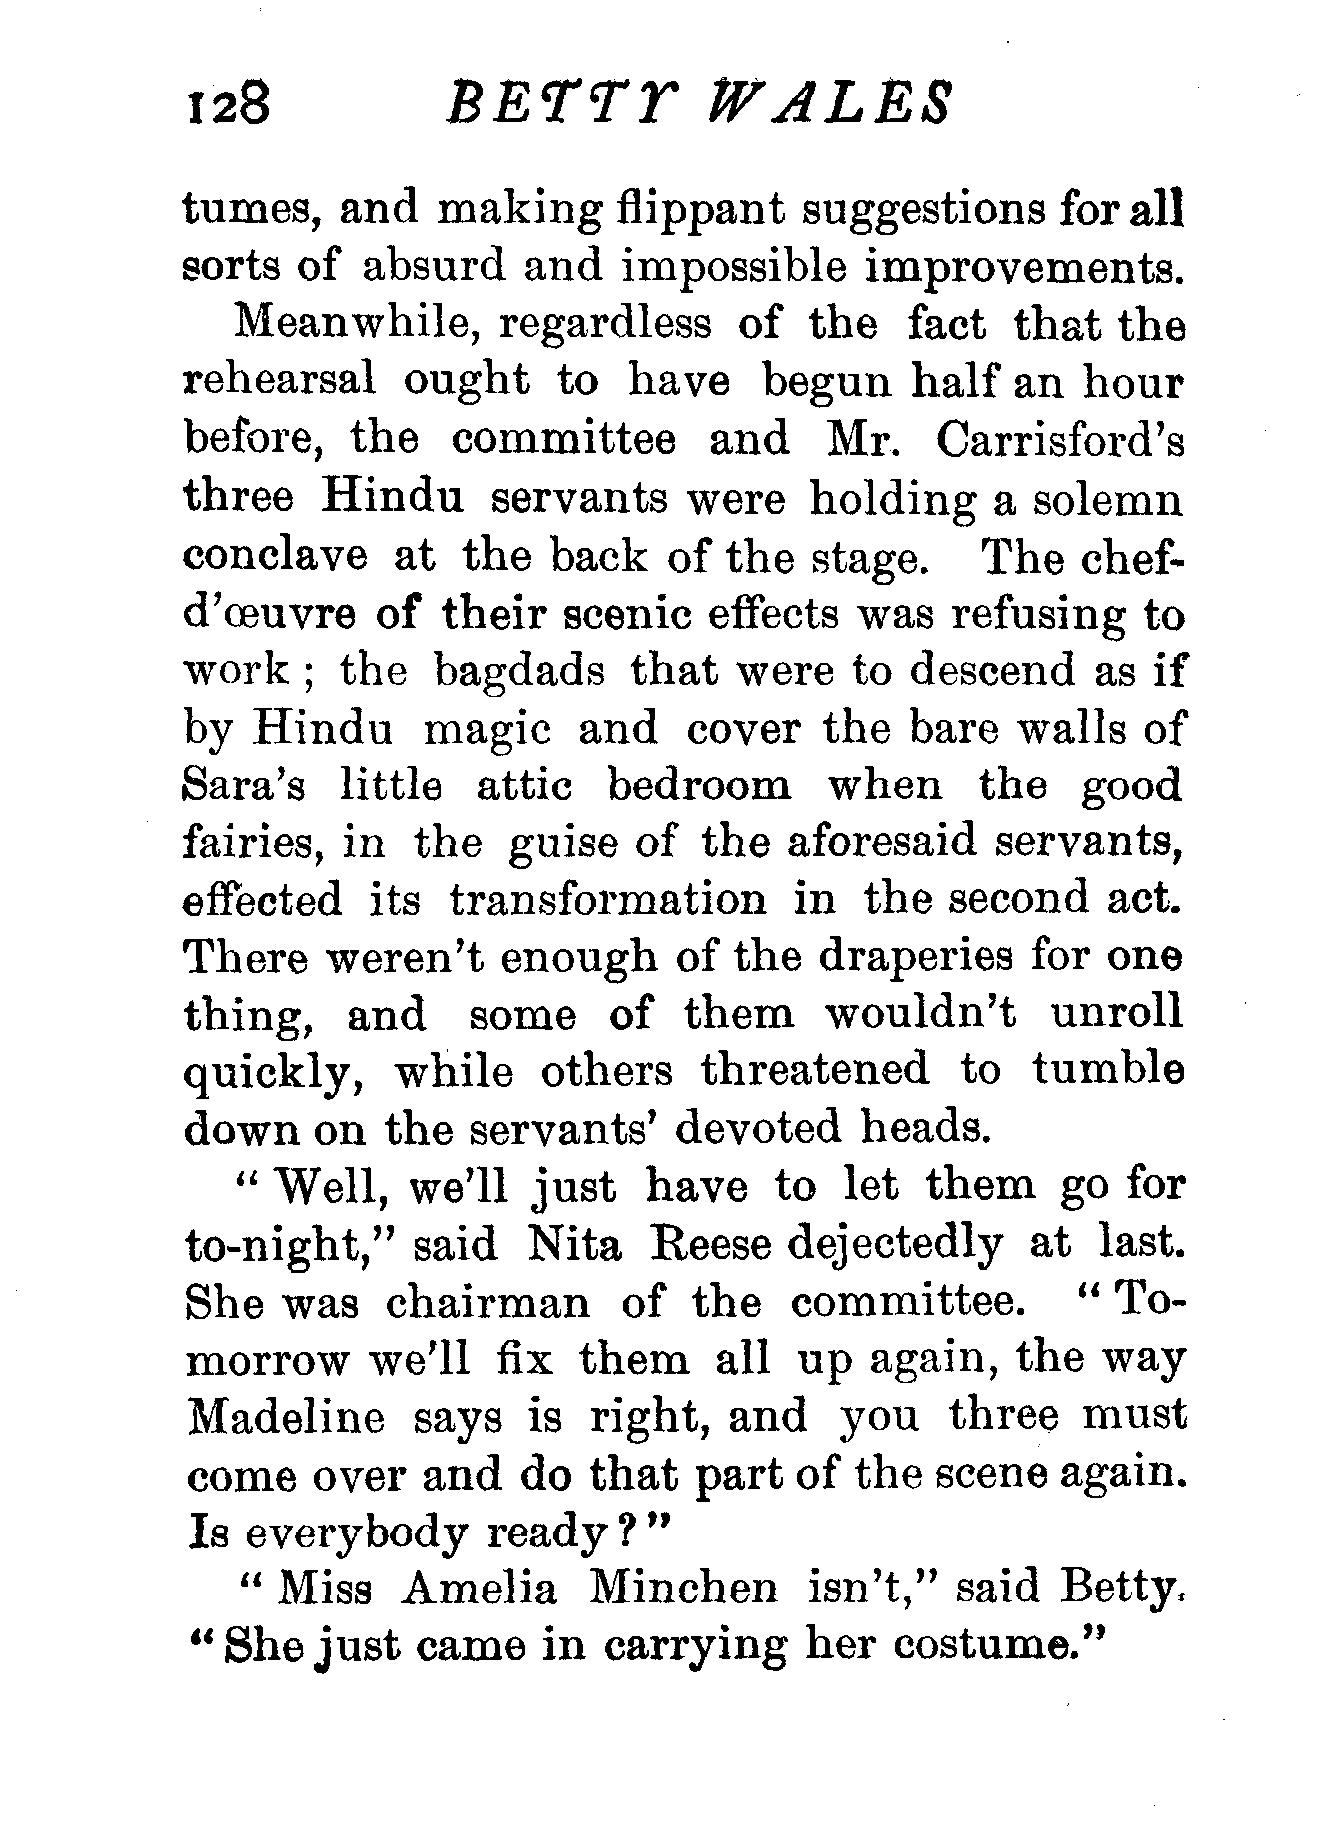 128 BETTY WALES
tumes, and making flippant suggestions for all
sorts of absurd and impossible improvements.
Meanwhile, regardless of the fact that the
rehearsal ought to have begun half an hour
before, the committee and Mr. Carrisford's
three Hindu servants were holding a solemn
conclave at the back of the stage. The chef-
d'œuvre of their scenic effects was refusing to
work ; the bagdads that were to descend as if
by Hindu magic and cover the bare walls of
Sara's little attic bedroom when the good
fairies, in the guise of the aforesaid servants,
effected its transformation in the second act.
There weren't enough of the draperies for one
thing, and some of them wouldn't unroll
quickly, while others threatened to tumble
down on the servants' devoted heads.
" Well, we'll just have to let them go for
to-night," said Nita Reese dejectedly at last.
She was chairman of the committee. " To-
morrow we'll fix them all up again, the way
Madeline says is right, and you three must
come over and do that part of the scene again.
Is everybody ready ? "
" Miss Amelia Minchen isn't," said Betty.
" She just came in carrying her costume."